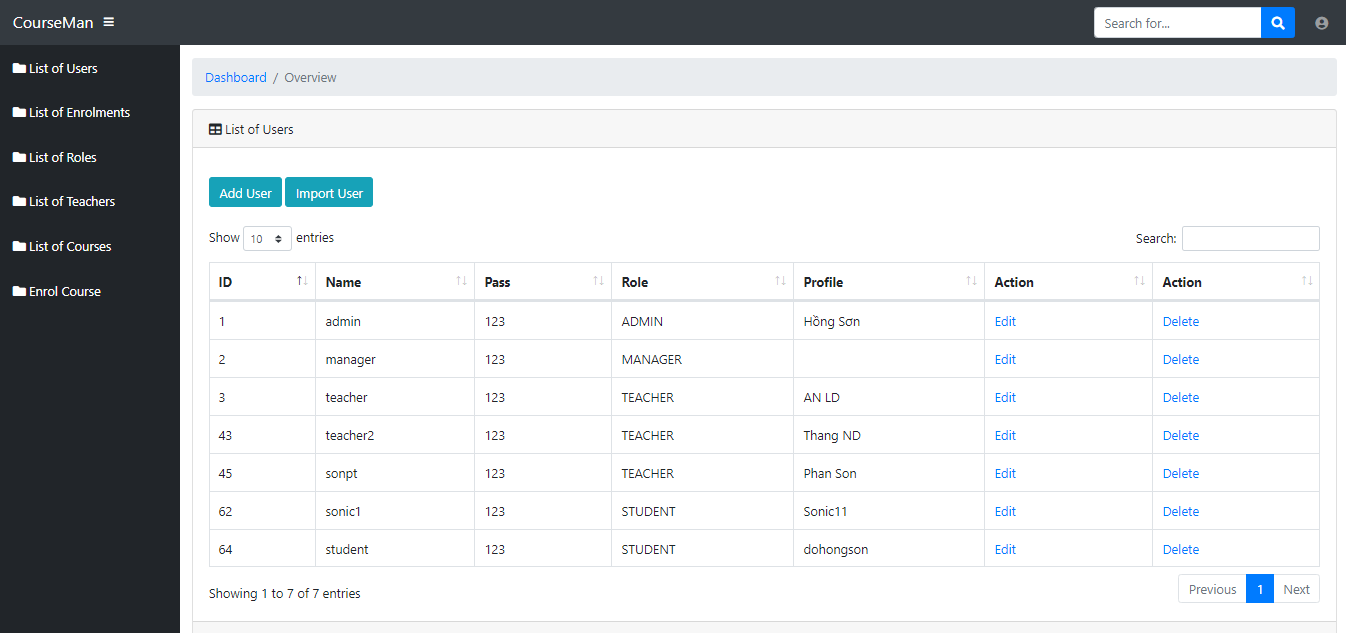 CourseMan
Search for...
List of Users
List of Enrolments
List of Roles
List of Teachers
List of Courses
Enrol Course
Dashboard / Overview
List of Users
Add User Import User
Show 10 entries Search:
ID Name Pass Role Profile Action Action
1 admin 123 ADMIN Hồng Sơn Edit Delete
2 manager 123 MANAGER Edit Delete
3 teacher 123 TEACHER AN LD Edit Delete
43 teacher2 123 TEACHER Thang ND Edit Delete
45 sonpt 123 TEACHER Phan Son Edit Delete
62 sonic1 123 STUDENT Sonic11 Edit Delete
64 student 123 STUDENT dohongson Edit Delete
Showing 1 to 7 of 7 entries Previous 1 Next